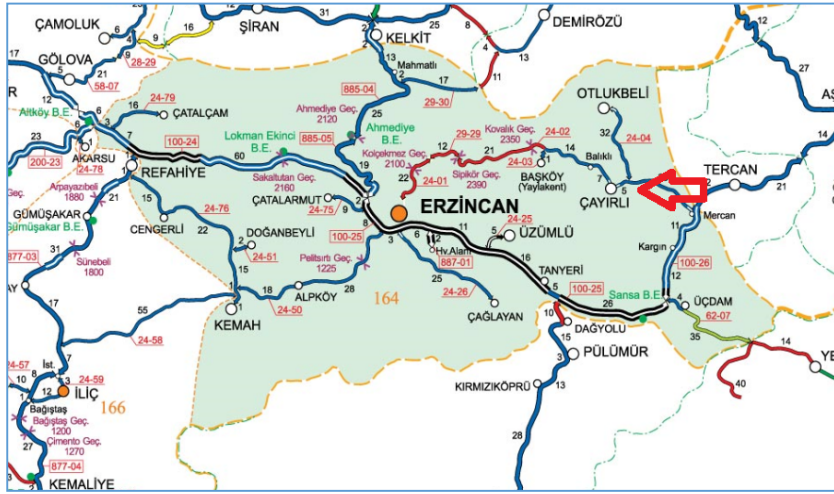 ÇAMOLUK
ŞİRAN
DEMİRÖZÜ
KELKİT
GÖLOVA
28-29
58-07
Mahmatlı
885-04
29-30
OTLUKBELİ
24-79
ÇATALÇAM
Altköy B.E.
Ahmediye Geç.
2120
Lokman Ekinci
B.E.
885-05
Ahmediye
B.E.
Kolçekmez Geç.
2100
29-29
Kovalık Geç.
2350
24-02
24-04
100-24
200-23
AKARSU
24-78
REFAHİYE
Sakaltutan Geç.
2160
24-01
Sipikör Geç.
2390
24-03
BAŞKÖY
(Yaylakent)
Balıklı
ÇAYIRLI
TERCAN
Mercan
Arpayazıbeli
1880
GÜMÜŞAKAR
Gümüşakar B.E.
CENGERLİ
24-76
ÇATALARMUT
24-75
ERZİNCAN
24-25
ÜZÜMLÜ
DOĞANBEYLİ
24-51
100-25
Pelitsırtı Geç.
1225
Hv.Alanı
887-01
Kargın
100-26
877-03
Sünebeli
1800
ALPKÖY
24-50
KEMAH
164
24-26
ÇAĞLAYAN
TANYERİ
100-25
Sansa B.E.
ÜÇDAM
62-07
DAĞYOLU
PÜLÜMÜR
KIRMIZIKÖPRÜ
24-58
24-57
İst.
24-59
İLİÇ
166
Bağıştaş
Bağıştaş Geç.
1200
Çimento Geç.
1270
877-04
KEMALİYE